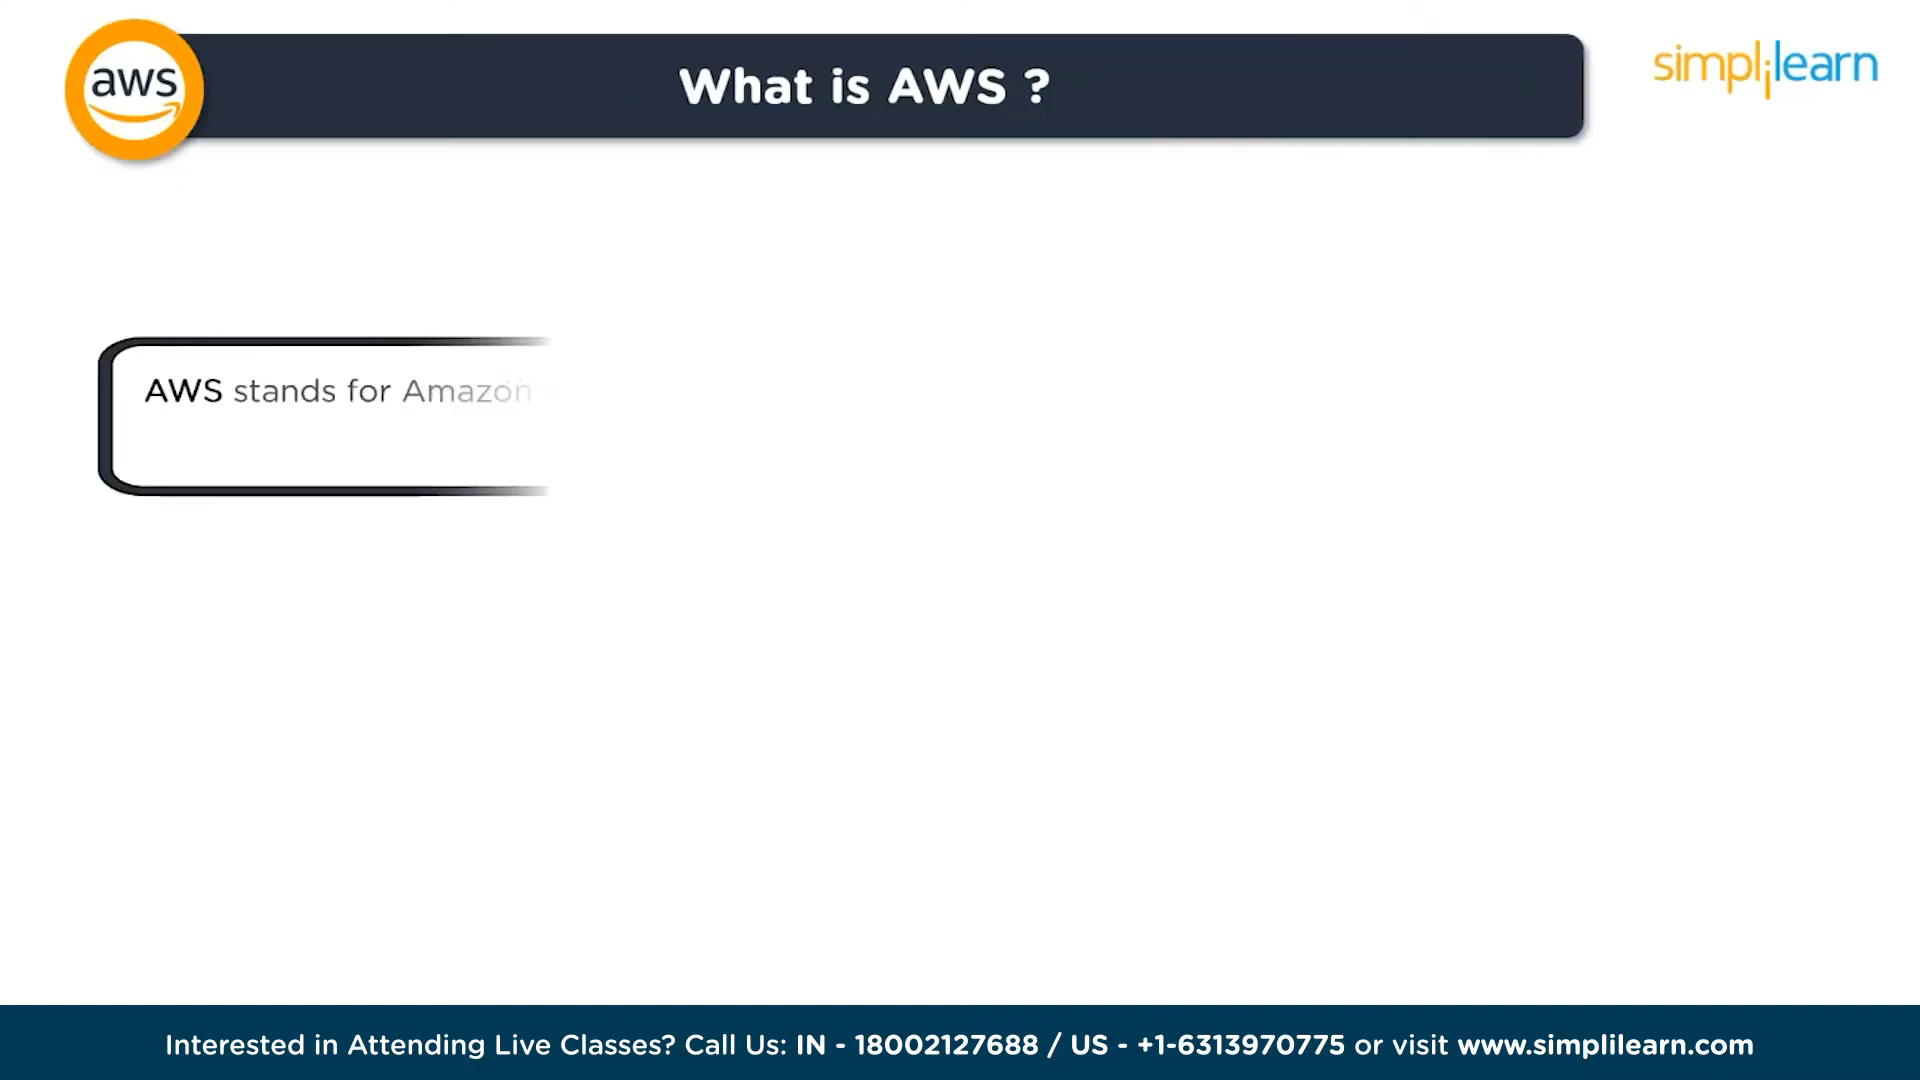 aws
What is AWS ?
simplilearn
AWS stands for Amazon
Interested in Attending Live Classes? Call Us: IN - 18002127688 / US - +1-6313970775 or visit www.simplilearn.com